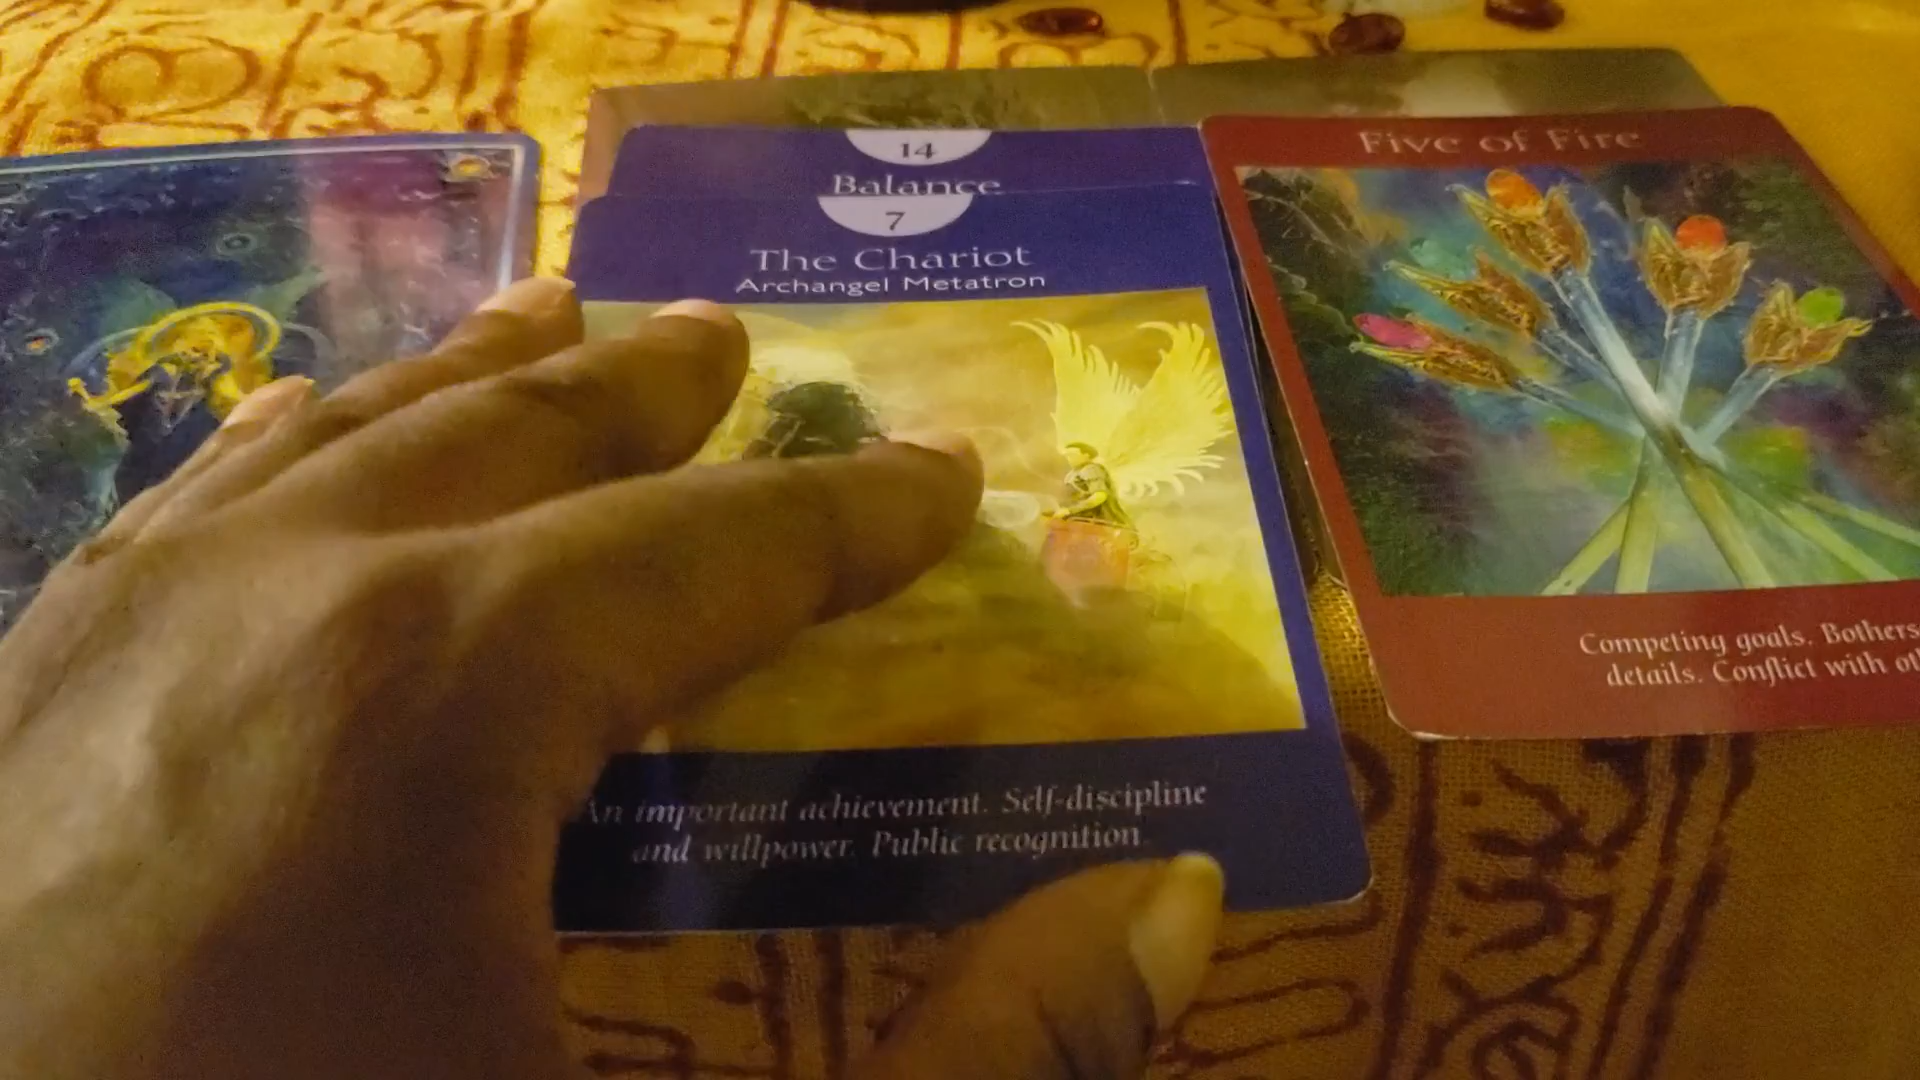 14
Balance
7
The Chariot
Archangel Metatron
An important achievement. Self-discipline
and willpower. Public recognition.
Five of Fire
Competing goals. Bothers
details. Conflict with